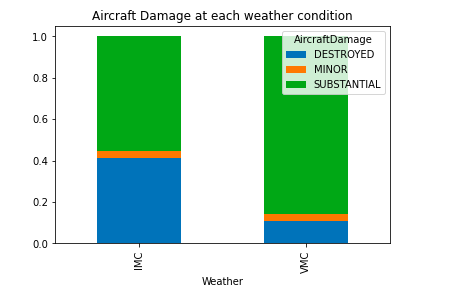 Aircraft Damage at each weather condition
AircraftDamage
DESTROYED
MINOR
SUBSTANTIAL
1.0
0.8
0.6
0.4
0.2
0.0
IMC
VMC
Weather